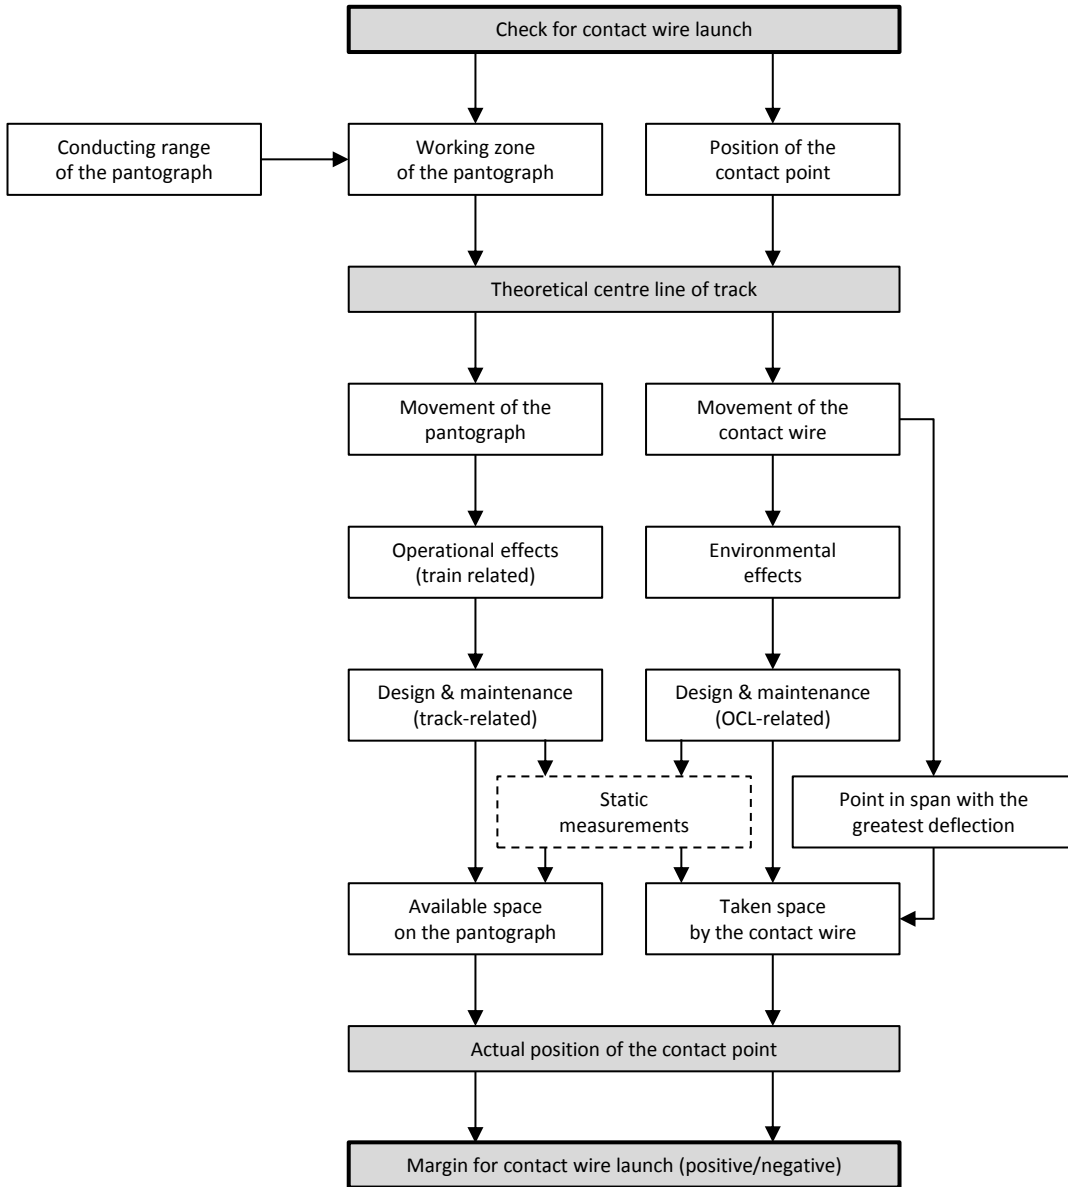 Check for contact wire launch
Conducting range
of the pantograph
Working zone
of the pantograph
Position of the
contact point
Theoretical centre line of track
Movement of the
pantograph
Movement of the
contact wire
Operational effects
(train related)
Environmental
effects
Design & maintenance
(track-related)
Design & maintenance
(OCL-related)
Static
measurements
Point in span with the
greatest deflection
Available space
on the pantograph
Taken space
by the contact wire
Actual position of the contact point
Margin for contact wire launch (positive/negative)